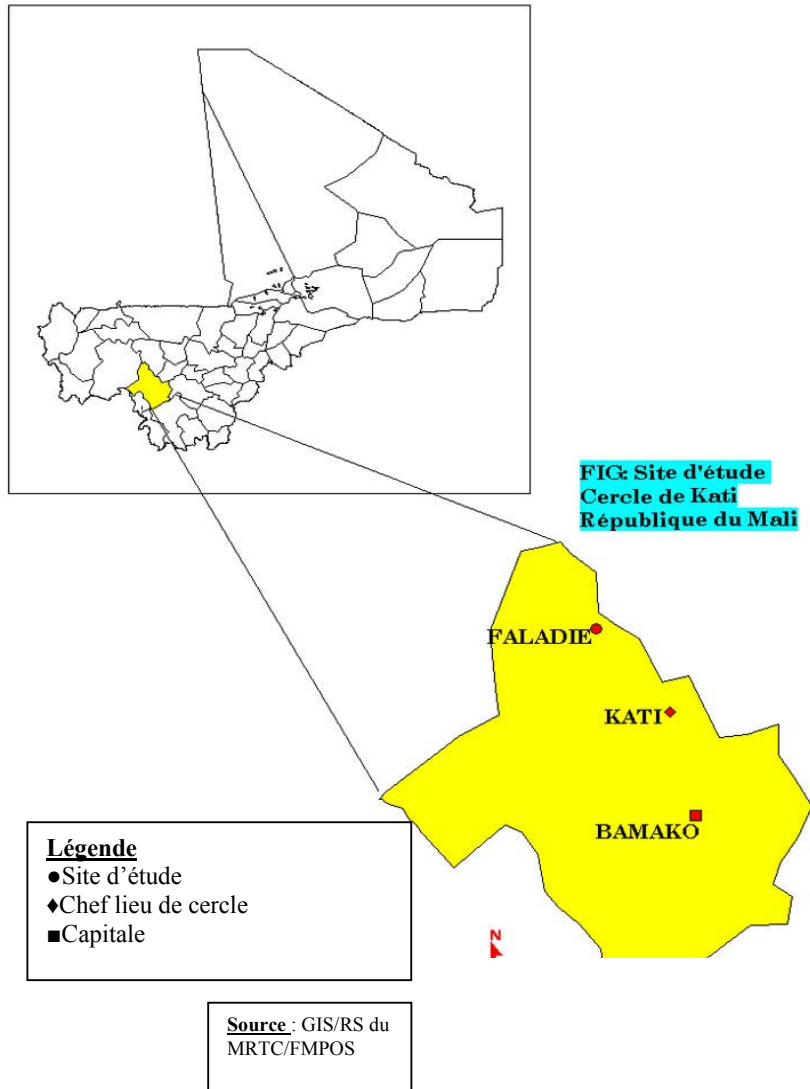 FIG: Site d'étude
Cercle de Kati
République du Mali
FALADIE
KATI
BAMAKO
Légende
●Site d’étude
♦Chef lieu de cercle
■Capitale
N
Source : GIS/RS du
MRTC/FMPOS